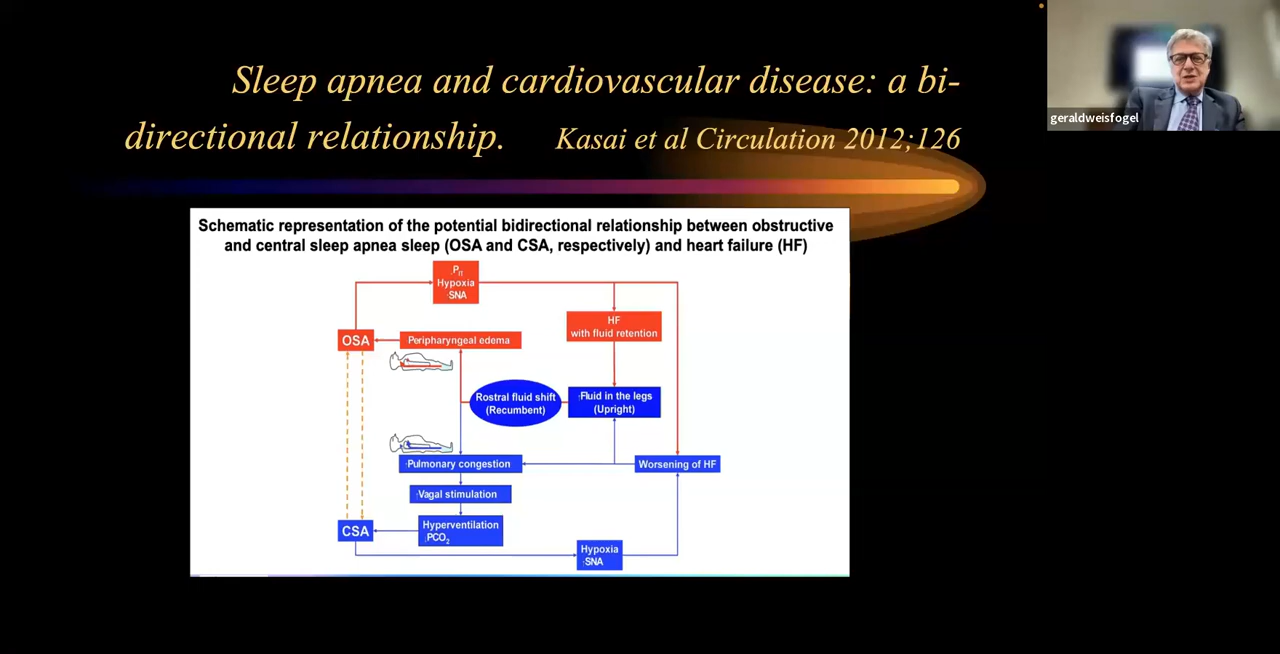 Sleep apnea and cardiovascular disease: a bi-
directional relationship. Kasai et al Circulation 2012;126
geraldweisfogel
Schematic representation of the potential bidirectional relationship between obstructive
and central sleep apnea sleep (OSA and CSA, respectively) and heart failure (HF)
Hypoxia
SNA
HF
with fluid retention
OSA
Peripharyngeal edema
Rostral fluid shift
(Recumbent)
↑Fluid in the legs
(Upright)
↑Pulmonary congestion
Worsening of HF
↑Vagal stimulation
CSA
Hyperventilation
↓PCO₂
Hypoxia
↑SNA